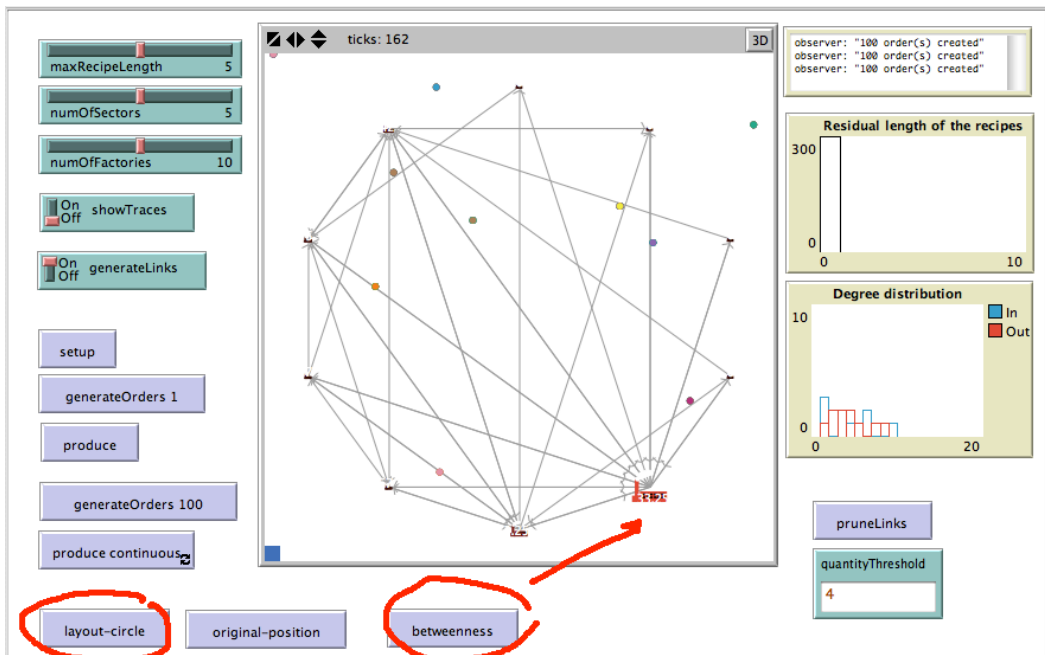 ticks: 162
3D
maxRecipeLength 5
numOfSectors 5
numOfFactories 10
On
Off
showTraces
On
Off
generateLinks
setup
generateOrders 1
produce
generateOrders 100
produce continuous
layout-circle
original-position
betweenness
observer: "100 order(s) created"
observer: "100 order(s) created"
observer: "100 order(s) created"
Residual length of the recipes
300
0
0 10
Degree distribution
10
In
Out
0
0 20
pruneLinks
quantityThreshold
4